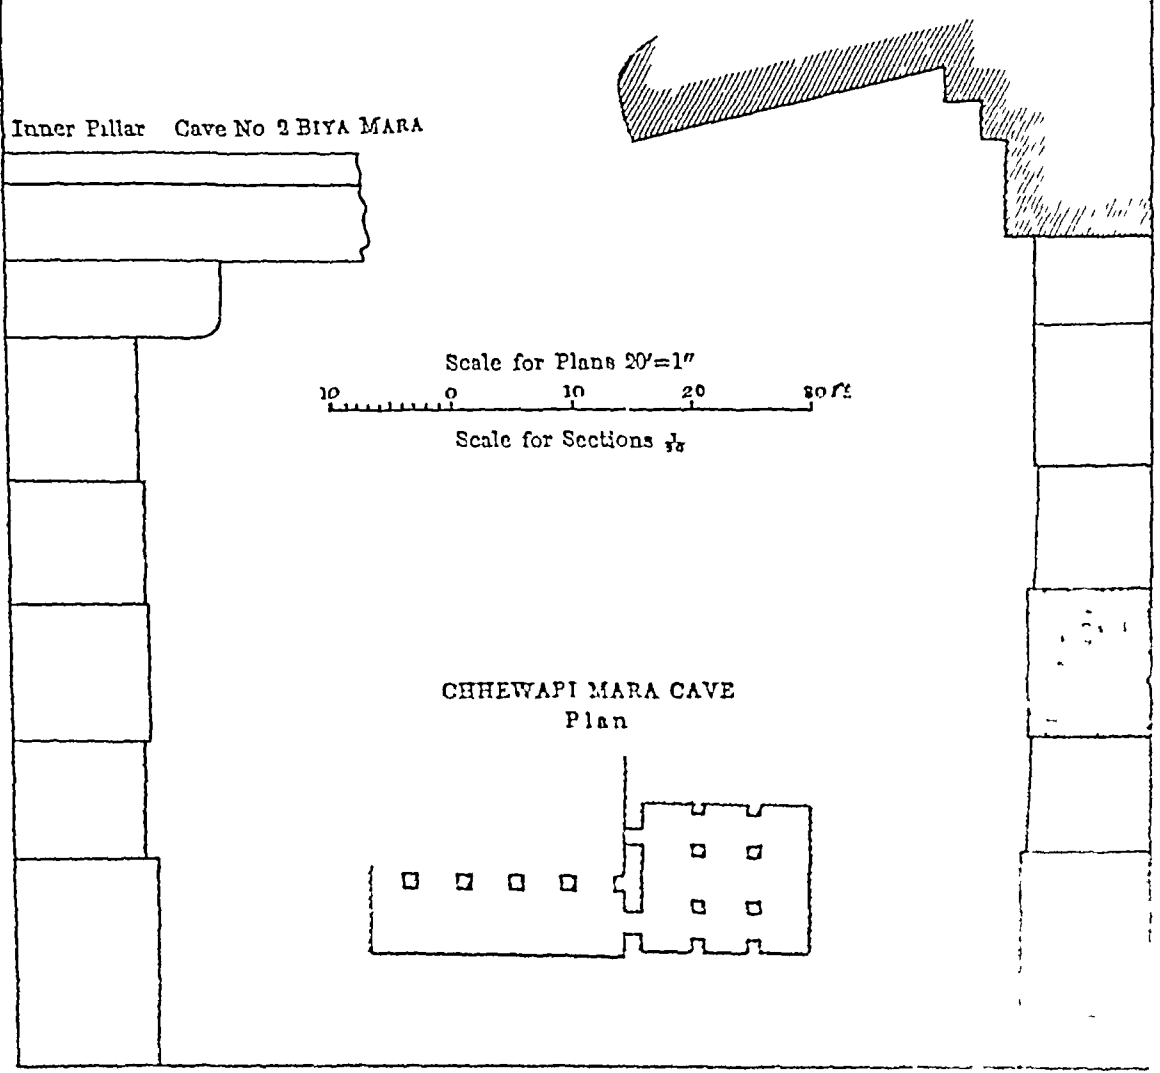 Inner Pillar Cave No 2 BIYA MARA
Scale for Plans 20'=1"
10 0 10 20 30 ft
Scale for Sections
CHHEWAPI MARA CAVE
Plan